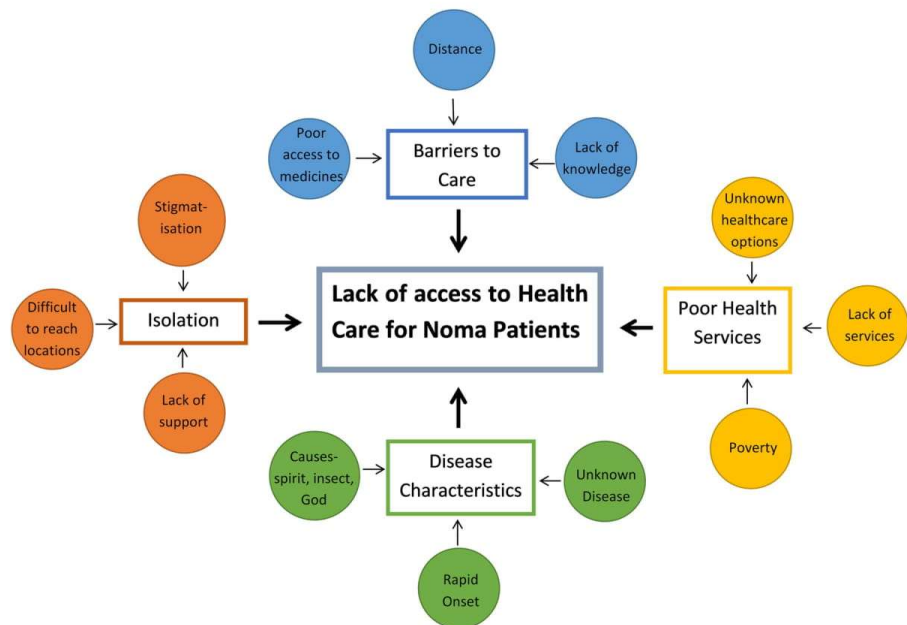 Distance
Poor
access to
medicines
Barriers to
Care
Lack of
knowledge
Stigmat-
isation
Difficult
to reach
locations
Isolation
Lack of
support
Lack of access to Health
Care for Noma Patients
Unknown
healthcare
options
Poor Health
Services
Lack of
services
Poverty
Causes-
spirit, insect,
God
Disease
Characteristics
Unknown
Disease
Rapid
Onset